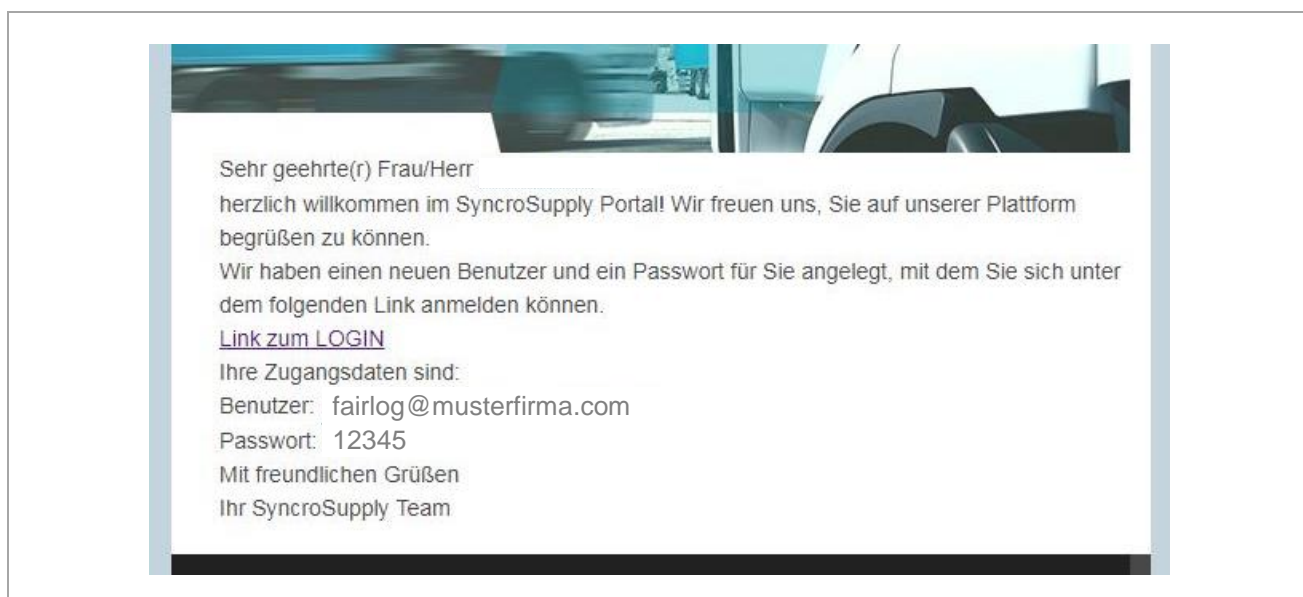 Sehr geehrte(r) Frau/Herr
herzlich willkommen im SyncroSupply Portal! Wir freuen uns, Sie auf unserer Plattform
begrüßen zu können.
Wir haben einen neuen Benutzer und ein Passwort für Sie angelegt, mit dem Sie sich unter
dem folgenden Link anmelden können.
Link zum LOGIN
Ihre Zugangsdaten sind:
Benutzer: fairlog@musterfirma.com
Passwort: 12345
Mit freundlichen Grüßen
Ihr SyncroSupply Team